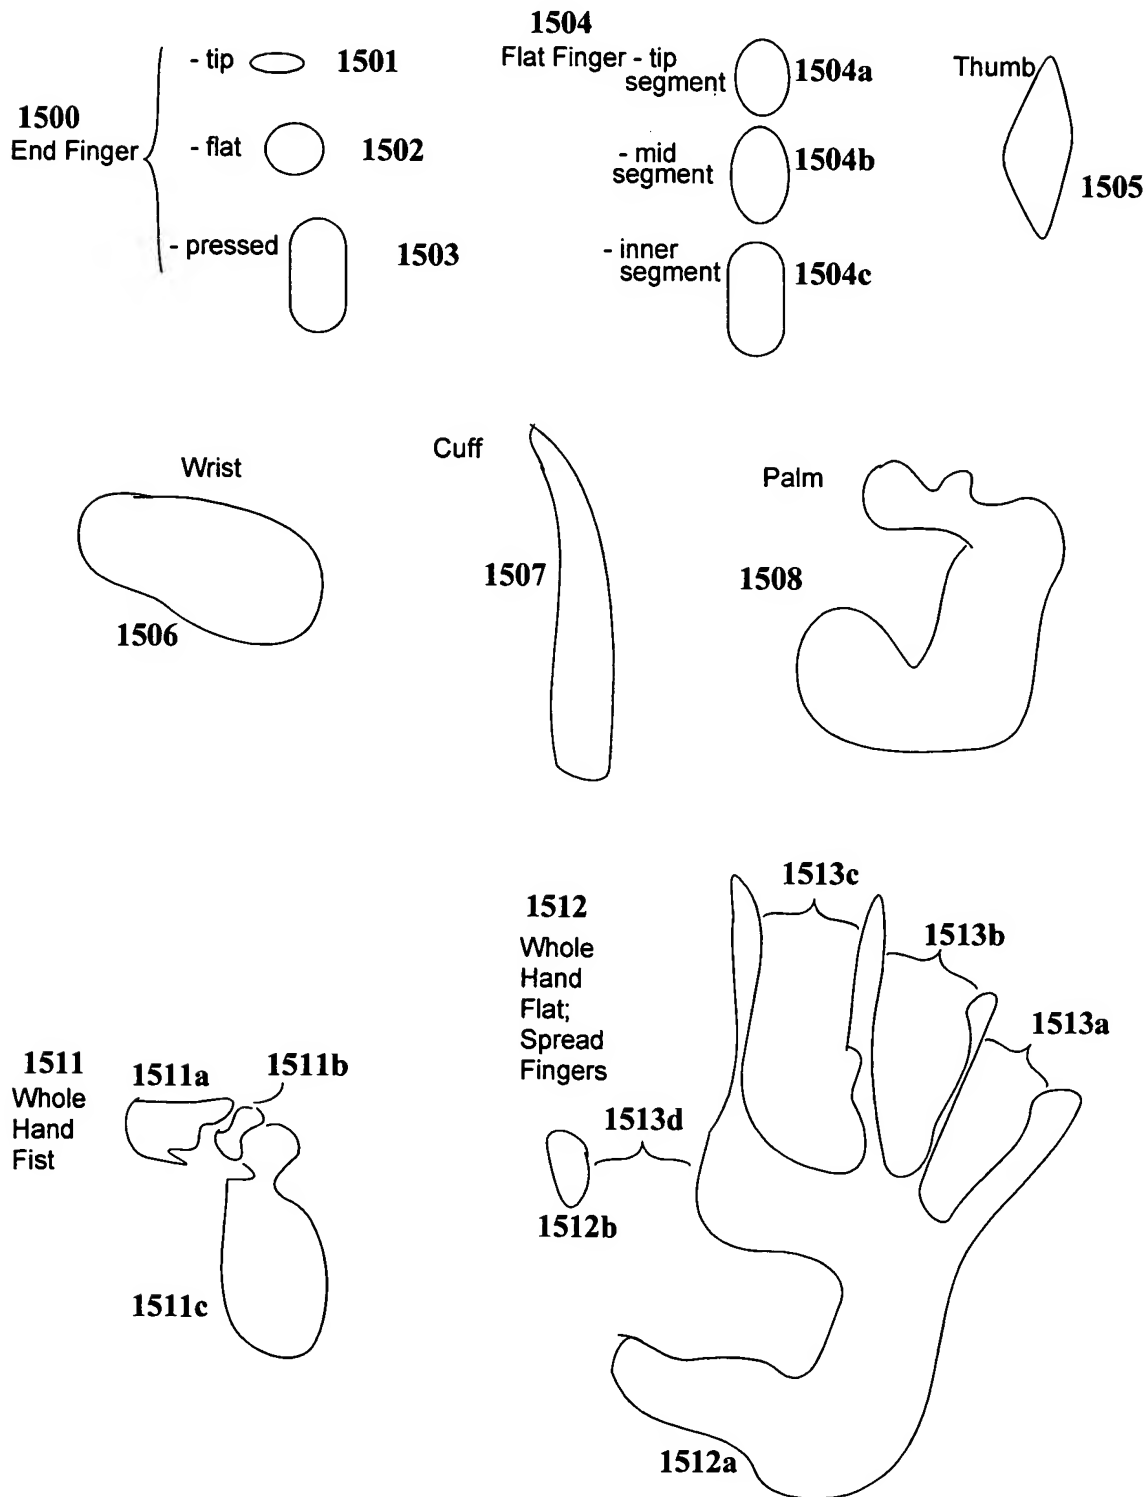 1500
End Finger
- tip 1501
- flat 1502
- pressed 1503
1504
Flat Finger - tip
segment 1504a
- mid
segment 1504b
- inner
segment 1504c
Thumb
1505
Wrist
1506
Cuff
1507
Palm
1508
1511
Whole
Hand
Fist
1511a
1511b
1511c
1512
Whole
Hand
Flat;
Spread
Fingers
1513c
1513b
1513a
1513d
1512b
1512a